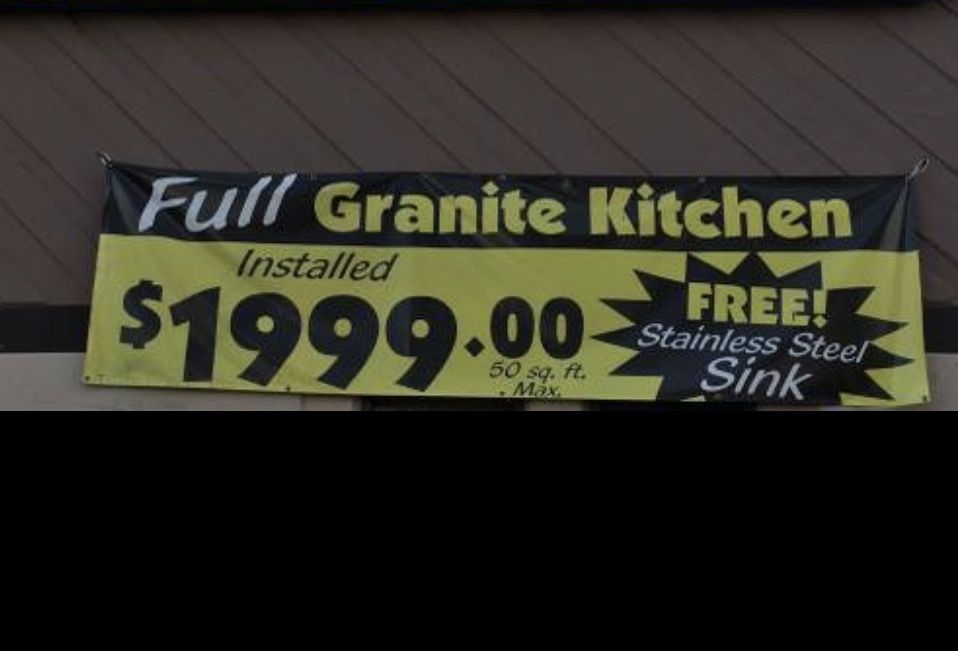 Full Granite Kitchen
Installed
$1999.00
50 sq. ft.
Max.
FREE!
Stainless Steel
Sink